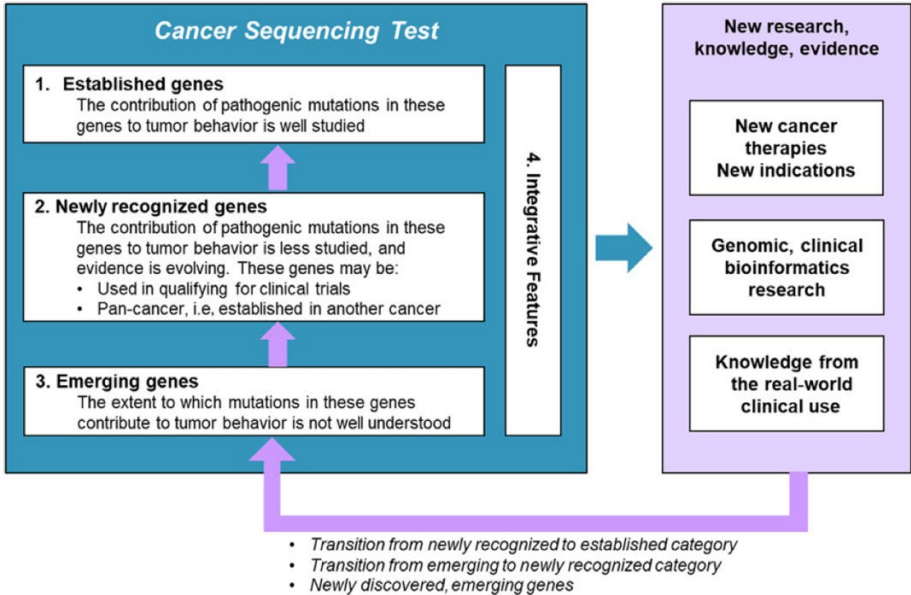 Cancer Sequencing Test
1. Established genes
The contribution of pathogenic mutations in these
genes to tumor behavior is well studied
2. Newly recognized genes
The contribution of pathogenic mutations in these
genes to tumor behavior is less studied, and
evidence is evolving. These genes may be:
• Used in qualifying for clinical trials
• Pan-cancer, i.e, established in another cancer
3. Emerging genes
The extent to which mutations in these genes
contribute to tumor behavior is not well understood
4. Integrative Features
New research,
knowledge, evidence
New cancer
therapies
New indications
Genomic, clinical
bioinformatics
research
Knowledge from
the real-world
clinical use
• Transition from newly recognized to established category
• Transition from emerging to newly recognized category
• Newly discovered, emerging genes